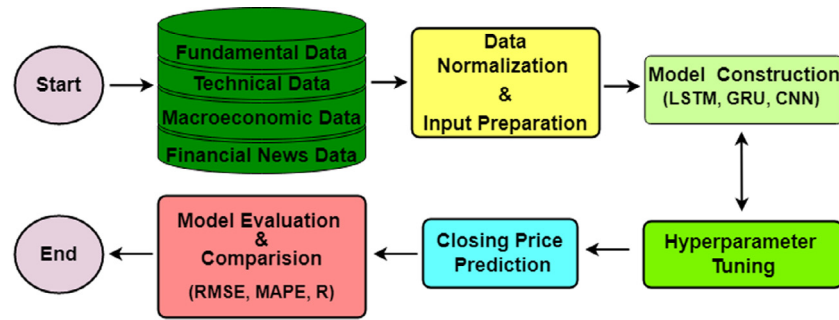 Start
Fundamental Data
Technical Data
Macroeconomic Data
Financial News Data
Data
Normalization
&
Input Preparation
Model Construction
(LSTM, GRU, CNN)
Hyperparameter
Tuning
Closing Price
Prediction
Model Evaluation
&
Comparision
(RMSE, MAPE, R)
End